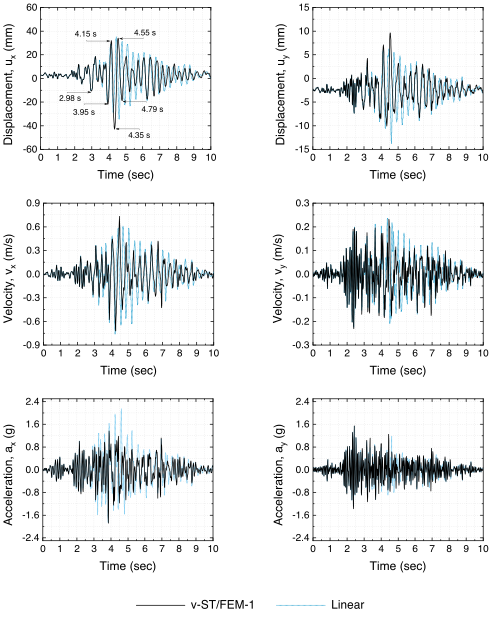 Displacement, uₓ (mm)
60
40
20
0
-20
-40
-60
4.15 s
4.55 s
2.98 s
3.95 s
4.79 s
4.35 s
0 1 2 3 4 5 6 7 8 9 10
Time (sec)
Displacement, u_y (mm)
15
10
5
0
-5
-10
-15
0 1 2 3 4 5 6 7 8 9 10
Time (sec)
Velocity, vₓ (m/s)
0.9
0.6
0.3
0.0
-0.3
-0.6
-0.9
0 1 2 3 4 5 6 7 8 9 10
Time (sec)
Velocity, v_y (m/s)
0.3
0.2
0.1
0.0
-0.1
-0.2
-0.3
0 1 2 3 4 5 6 7 8 9 10
Time (sec)
Acceleration, aₓ (g)
2.4
1.6
0.8
0.0
-0.8
-1.6
-2.4
0 1 2 3 4 5 6 7 8 9 10
Time (sec)
Acceleration, a_y (g)
2.4
1.6
0.8
0.0
-0.8
-1.6
-2.4
0 1 2 3 4 5 6 7 8 9 10
Time (sec)
v-ST/FEM-1
Linear